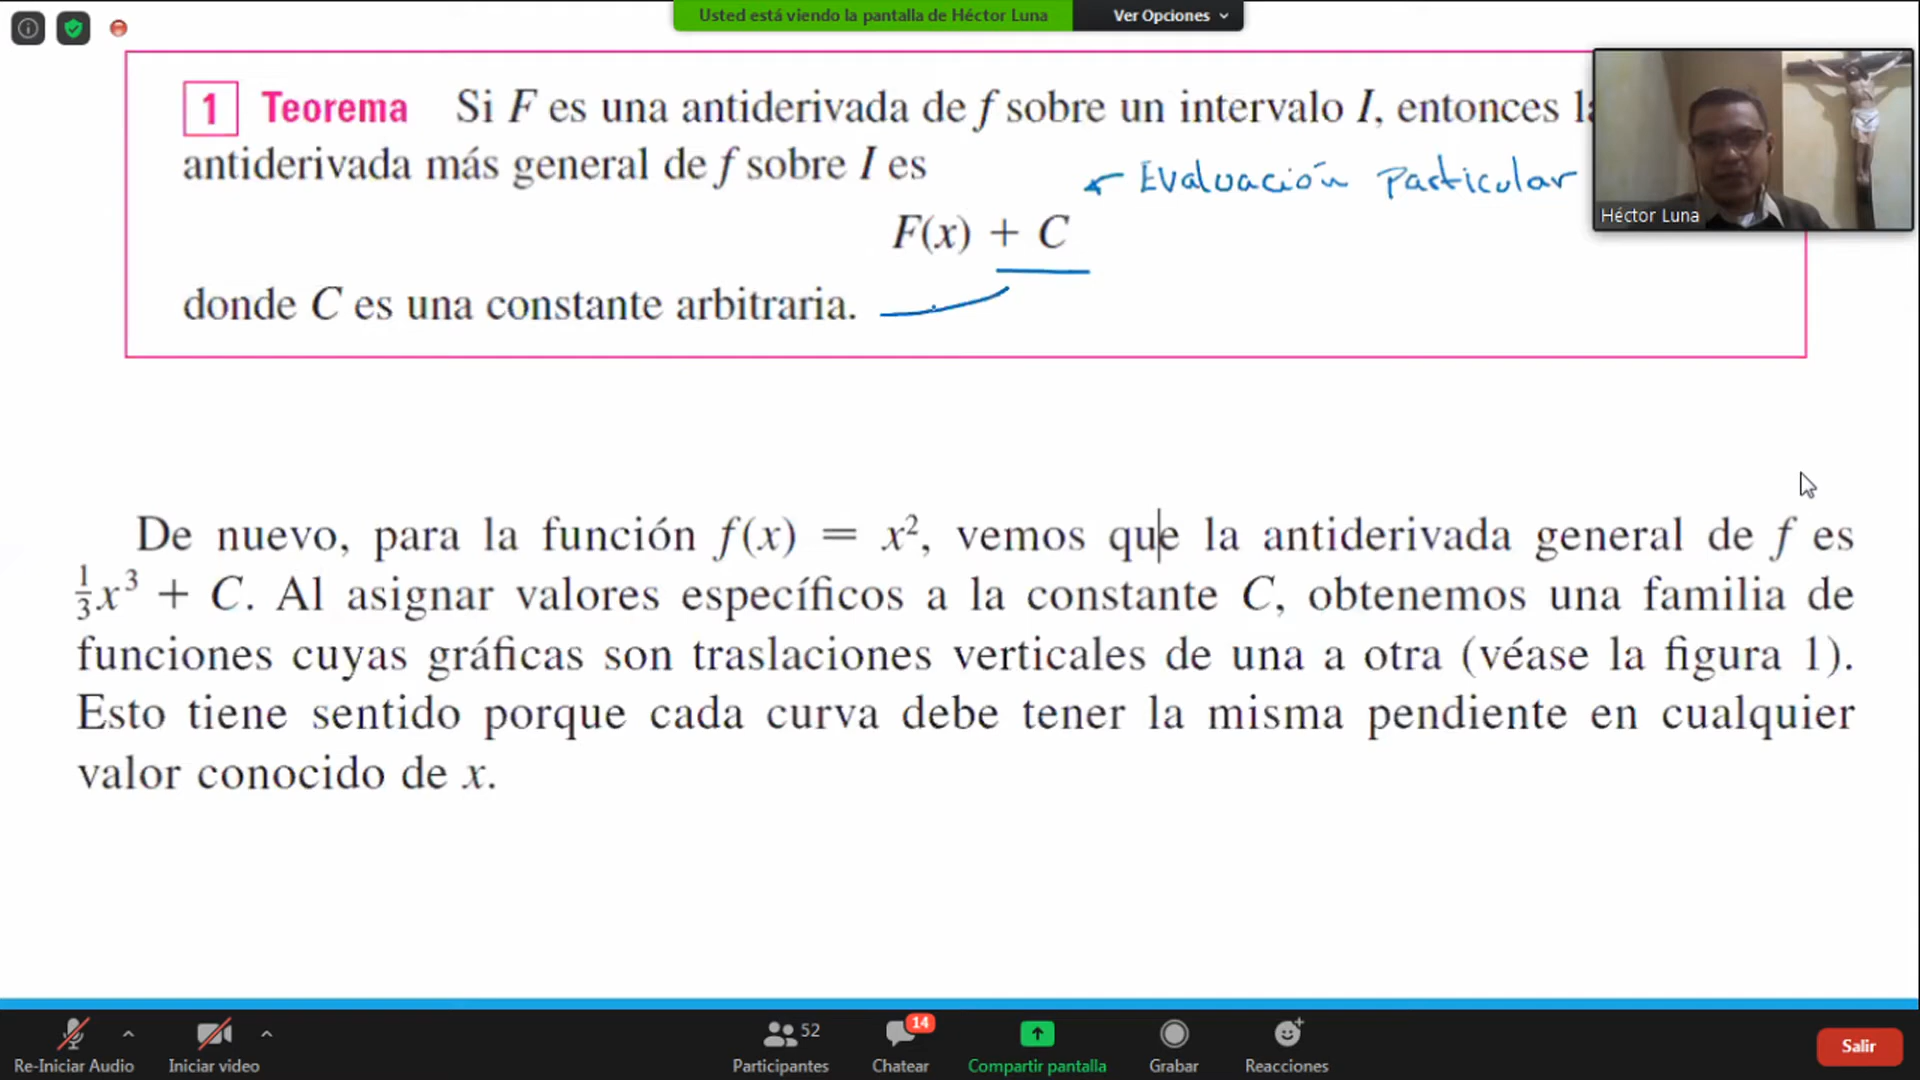 Usted está viendo la pantalla de Héctor Luna
Ver Opciones
1 Teorema Si F es una antiderivada de f sobre un intervalo I, entonces la
antiderivada más general de f sobre I es
Evaluación Particular
F(x) + C
donde C es una constante arbitraria.
Héctor Luna
De nuevo, para la función f(x) = x², vemos que la antiderivada general de f es
⅓x³ + C. Al asignar valores específicos a la constante C, obtenemos una familia de
funciones cuyas gráficas son traslaciones verticales de una a otra (véase la figura 1).
Esto tiene sentido porque cada curva debe tener la misma pendiente en cualquier
valor conocido de x.
Re-Iniciar Audio
Iniciar video
52
Participantes
14
Chatear
Compartir pantalla
Grabar
Reacciones
Salir